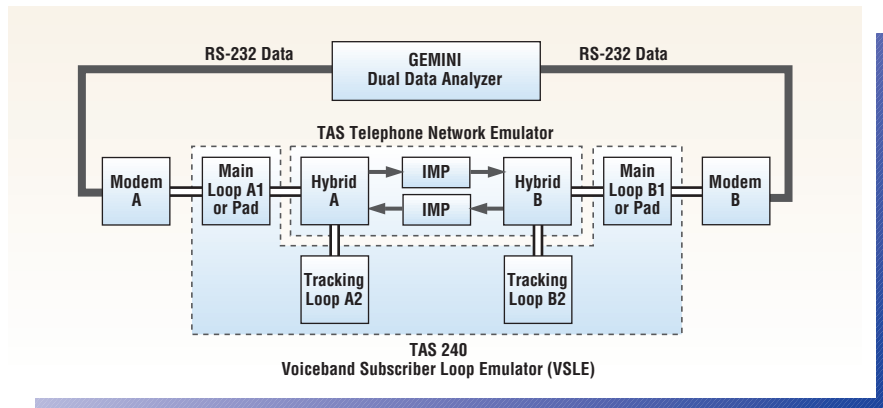 RS-232 Data
GEMINI
Dual Data Analyzer
RS-232 Data
TAS Telephone Network Emulator
Modem
A
Main
Loop A1
or Pad
Hybrid
A
IMP
IMP
Hybrid
B
Main
Loop B1
or Pad
Modem
B
Tracking
Loop A2
Tracking
Loop B2
TAS 240
Voiceband Subscriber Loop Emulator (VSLE)